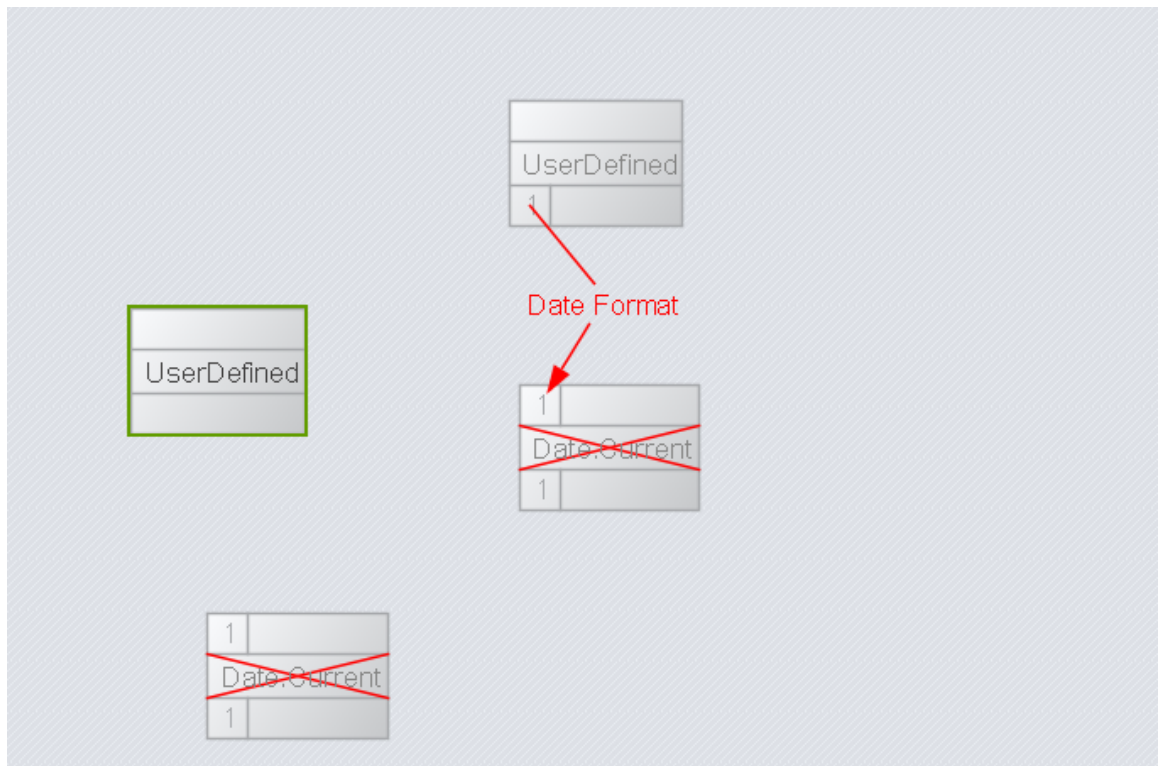 UserDefined
1
Date Format
UserDefined
1
Date.Current
1
1
Date.Current
1